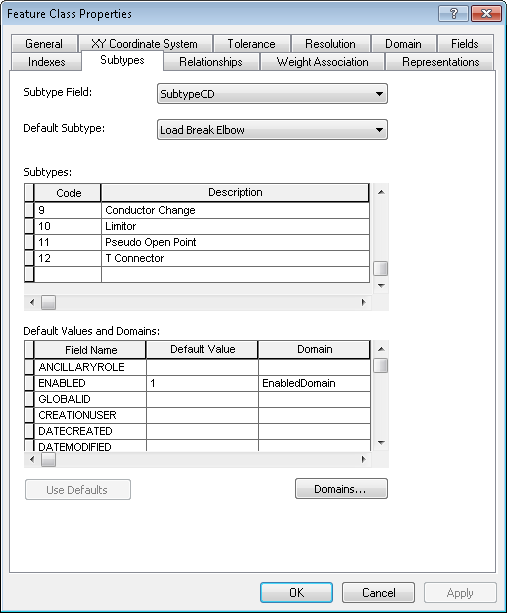 Feature Class Properties
?
General XY Coordinate System Tolerance Resolution Domain Fields
Indexes Subtypes Relationships Weight Association Representations
Subtype Field: SubtypeCD
Default Subtype: Load Break Elbow
Subtypes:
Code Description
9 Conductor Change
10 Limitor
11 Pseudo Open Point
12 T Connector
Default Values and Domains:
Field Name Default Value Domain
ANCILLARYROLE
ENABLED 1 EnabledDomain
GLOBALID
CREATIONUSER
DATECREATED
DATEMODIFIED
Use Defaults Domains...
OK Cancel Apply